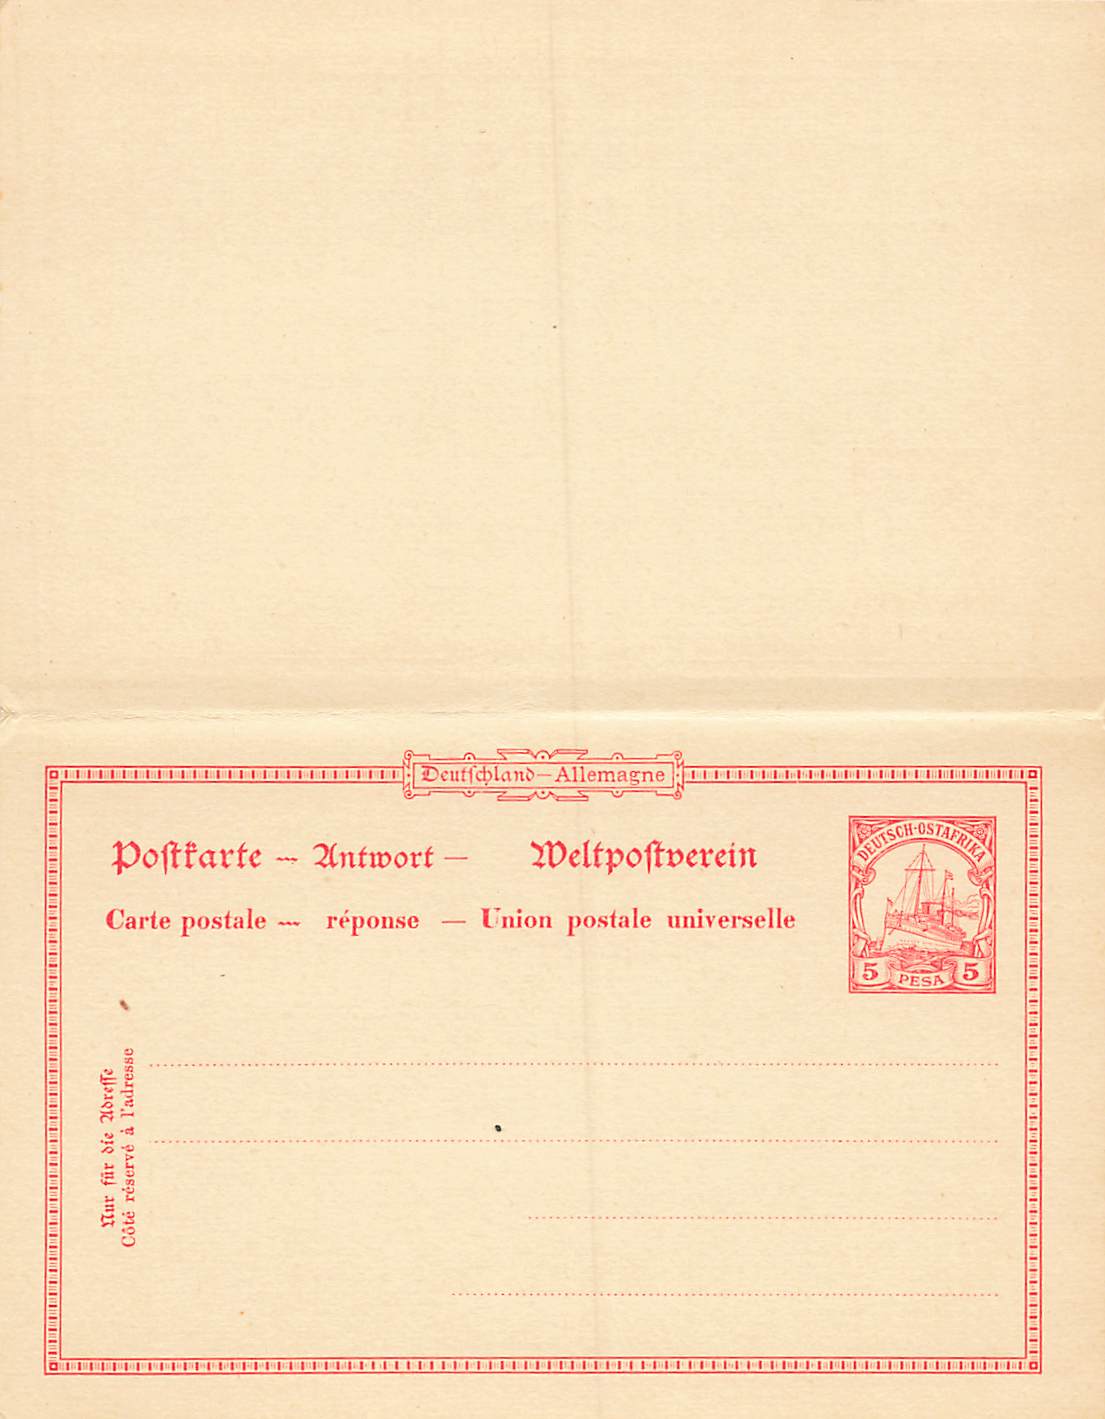 Deutschland—Allemagne
Postkarte — Antwort — Weltpostverein
Carte postale — réponse — Union postale universelle
DEUTSCH-OSTAFRIKA
5 PESA 5
Nur für die Adresse
Côté réservé à l'adresse